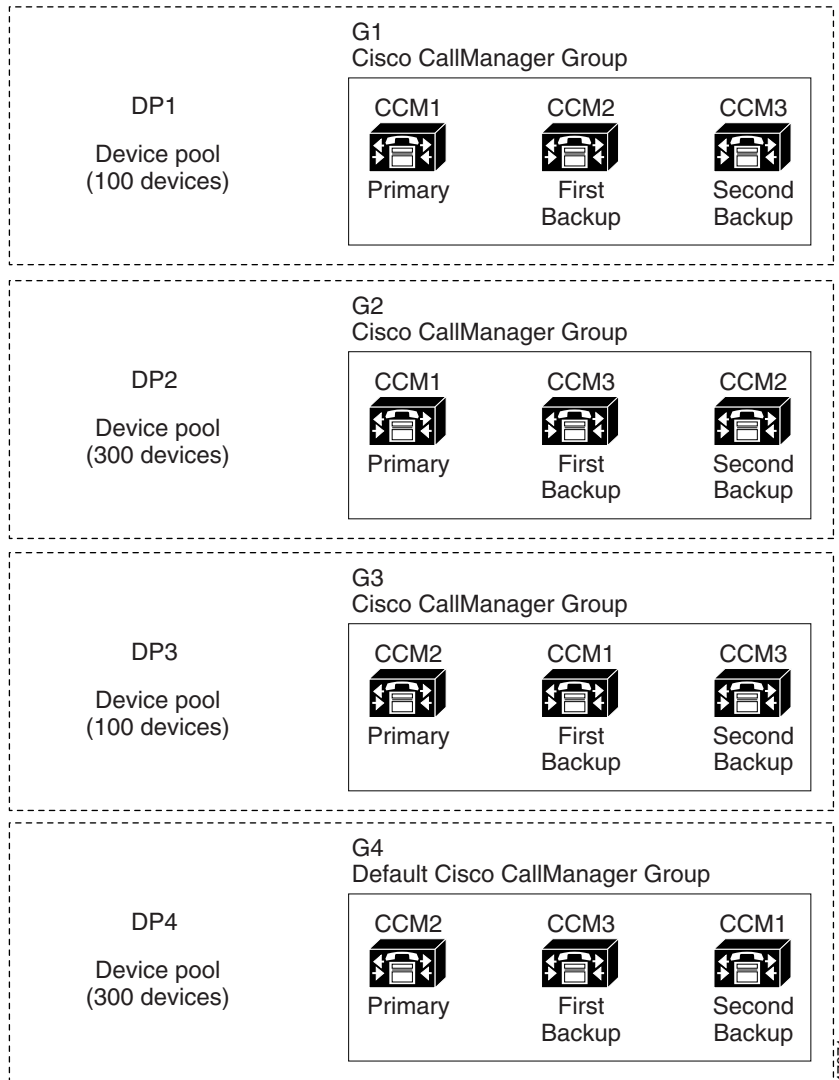 G1
Cisco CallManager Group
DP1
Device pool
(100 devices)
CCM1
Primary
CCM2
First
Backup
CCM3
Second
Backup
G2
Cisco CallManager Group
DP2
Device pool
(300 devices)
CCM1
Primary
CCM3
First
Backup
CCM2
Second
Backup
G3
Cisco CallManager Group
DP3
Device pool
(100 devices)
CCM2
Primary
CCM1
First
Backup
CCM3
Second
Backup
G4
Default Cisco CallManager Group
DP4
Device pool
(300 devices)
CCM2
Primary
CCM3
First
Backup
CCM1
Second
Backup